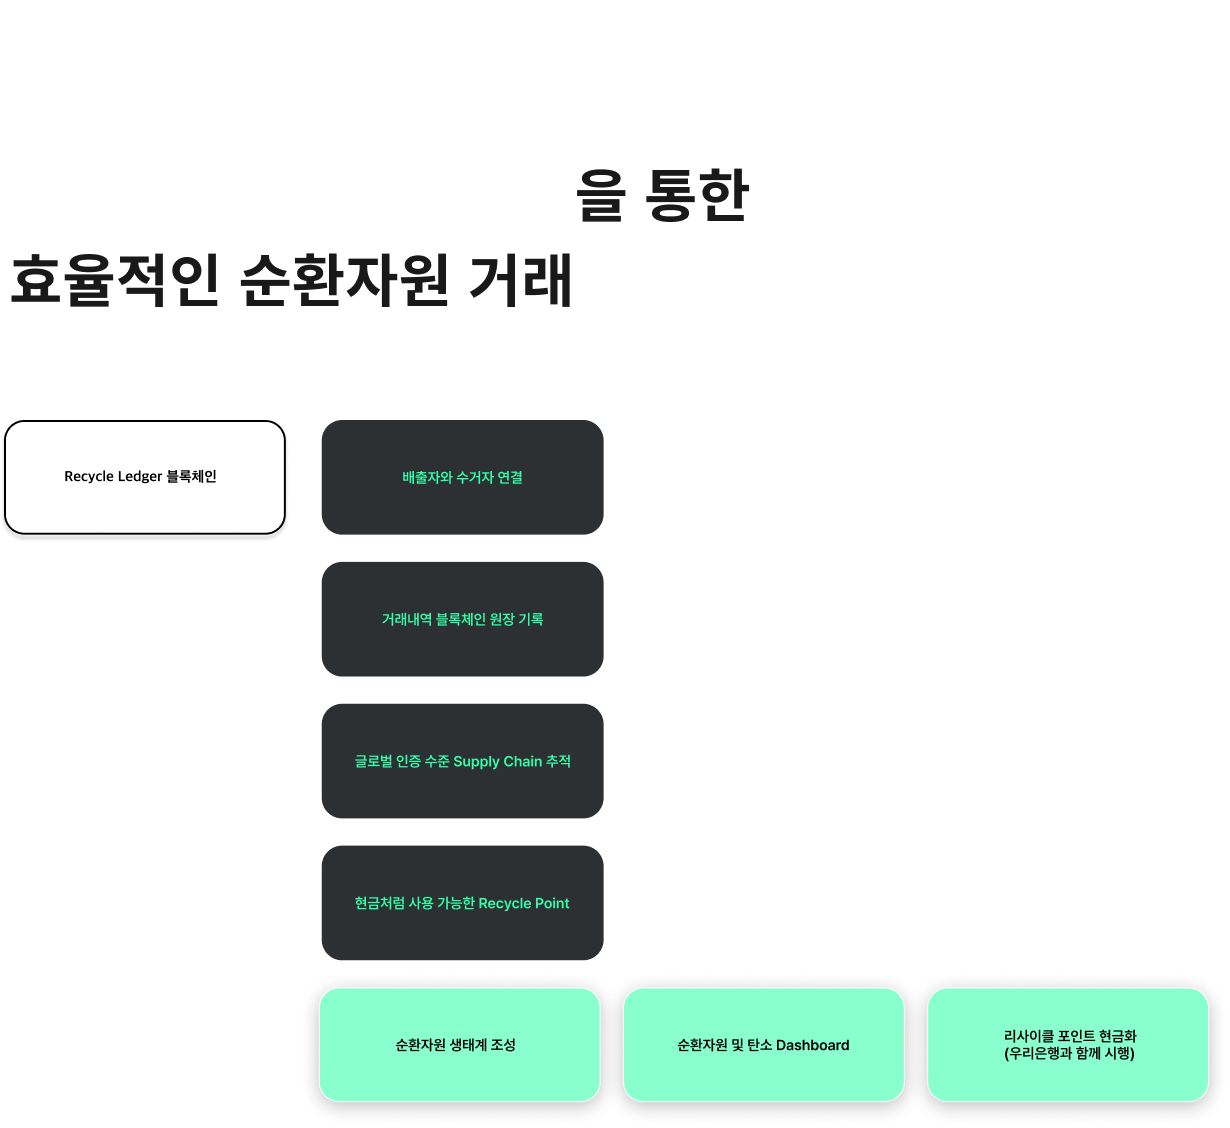 을 통한
효율적인 순환자원 거래
Recycle Ledger 블록체인
배출자와 수거자 연결
거래내역 블록체인 원장 기록
글로벌 인증 수준 Supply Chain 추적
현금처럼 사용 가능한 Recycle Point
순환자원 생태계 조성
순환자원 및 탄소 Dashboard
리사이클 포인트 현금화
(우리은행과 함께 시행)